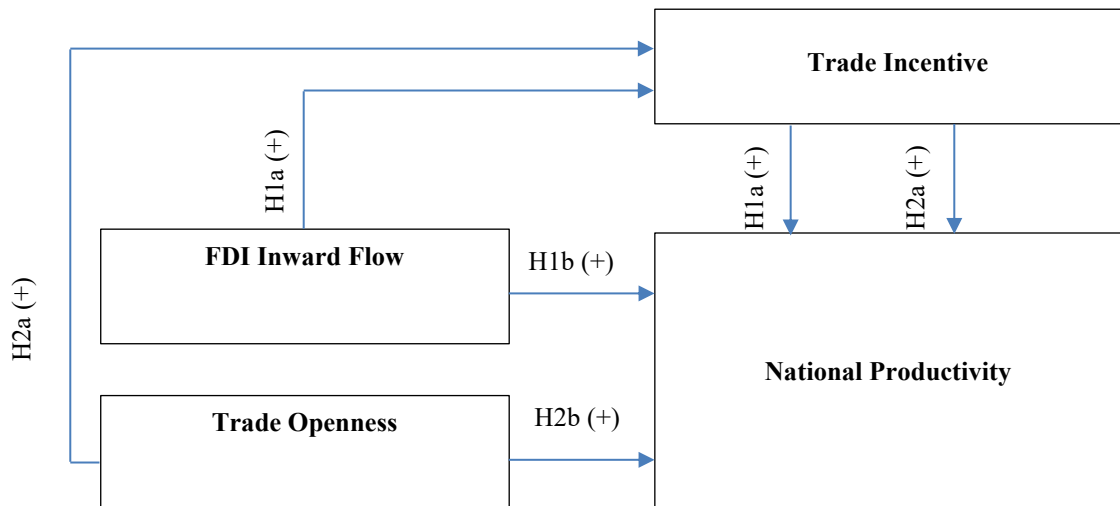 Trade Incentive
H1a (+)
H1a (+)
H2a (+)
FDI Inward Flow
H1b (+)
H2a (+)
National Productivity
Trade Openness
H2b (+)